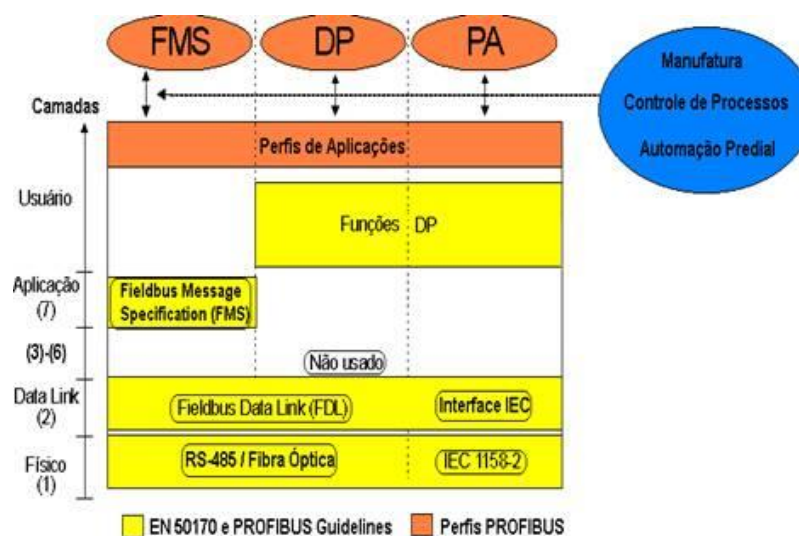 FMS
DP
PA
Manufatura
Controle de Processos
Automação Predial
Camadas
Perfis de Aplicações
Usuário
Funções DP
Aplicação
(7)
Fieldbus Message
Specification (FMS)
(3)-(6)
Não usado
Data Link
(2)
Fieldbus Data Link (FDL)
Interface IEC
Físico
(1)
RS-485 / Fibra Óptica
IEC 1158-2
EN 50170 e PROFIBUS Guidelines
Perfis PROFIBUS